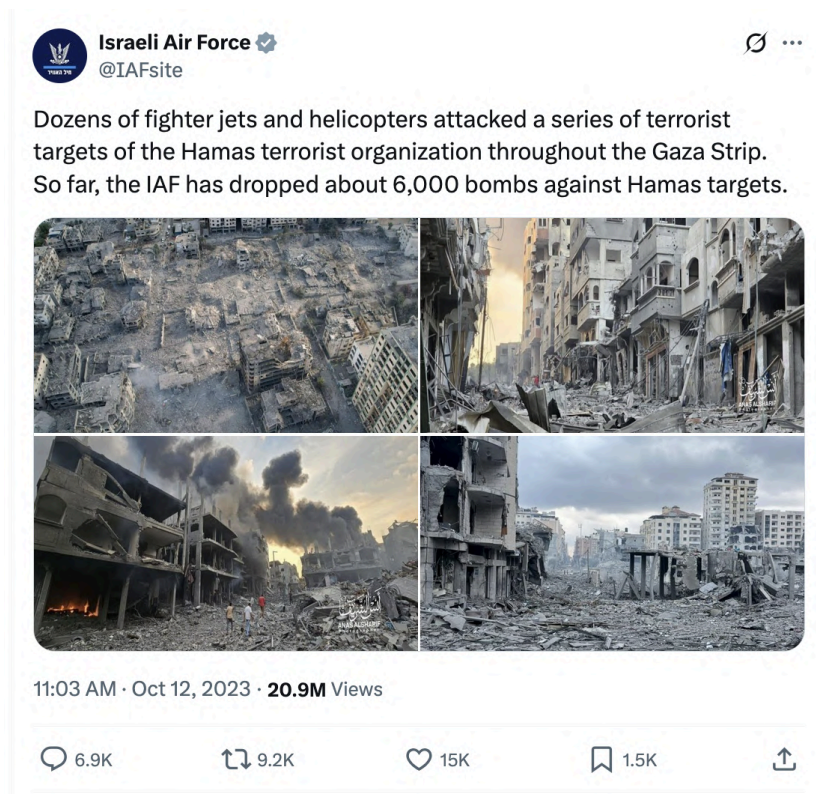 Israeli Air Force
@IAFsite
Dozens of fighter jets and helicopters attacked a series of terrorist
targets of the Hamas terrorist organization throughout the Gaza Strip.
So far, the IAF has dropped about 6,000 bombs against Hamas targets.
ANAS ALSHARIF
ANAS ALSHARIF
11:03 AM · Oct 12, 2023 · 20.9M Views
6.9K 9.2K 15K 1.5K